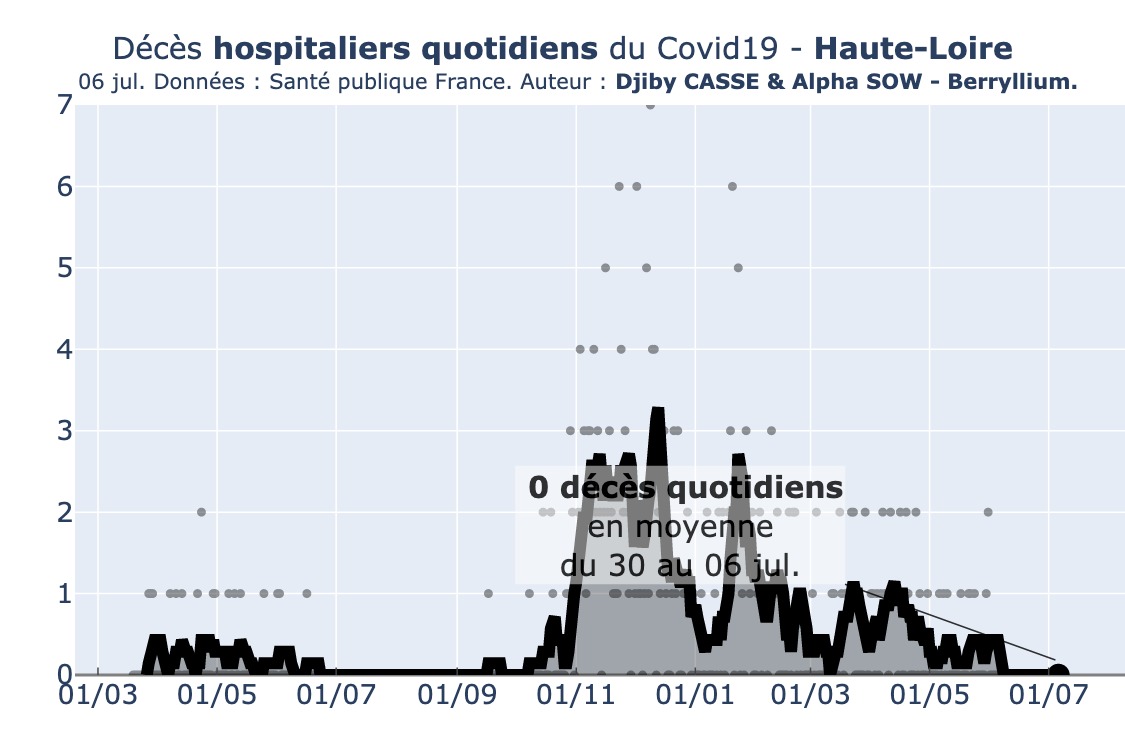 Décès hospitaliers quotidiens du Covid19 - Haute-Loire
06 jul. Données : Santé publique France. Auteur : Djiby CASSE & Alpha SOW - Berryllium.
7
6
5
4
3
2
1
0
0 décès quotidiens
en moyenne
du 30 au 06 jul.
01/03 01/05 01/07 01/09 01/11 01/01 01/03 01/05 01/07